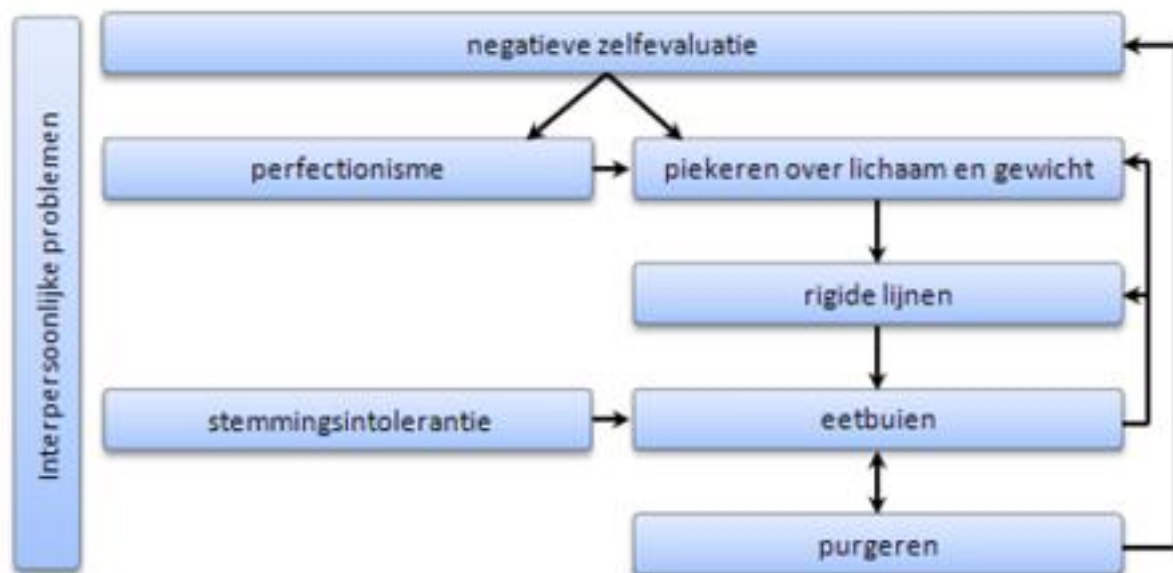 Interpersoonlijke problemen
negatieve zelfevaluatie
perfectionisme
piekeren over lichaam en gewicht
rigide lijnen
stemmingsintolerantie
eetbuien
purgeren